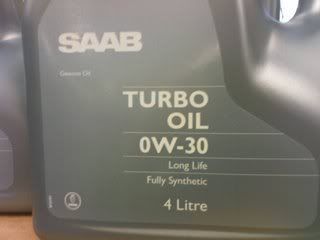 SAAB
Genuine Oil
TURBO
OIL
0W-30
Long Life
Fully Synthetic
4 Litre